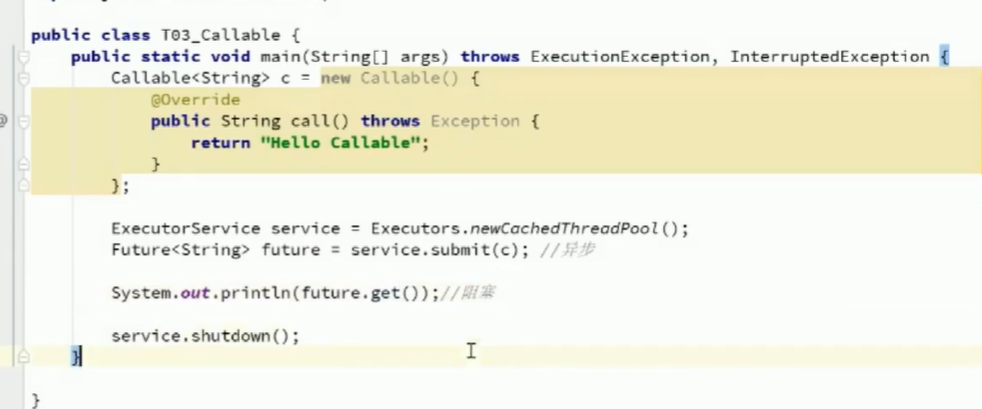 public class T03_Callable {
public static void main(String[] args) throws ExecutionException, InterruptedException {
Callable<String> c = new Callable() {
@Override
public String call() throws Exception {
return "Hello Callable";
}
};
ExecutorService service = Executors.newCachedThreadPool();
Future<String> future = service.submit(c); //异步
System.out.println(future.get());//阻塞
service.shutdown();
}
}